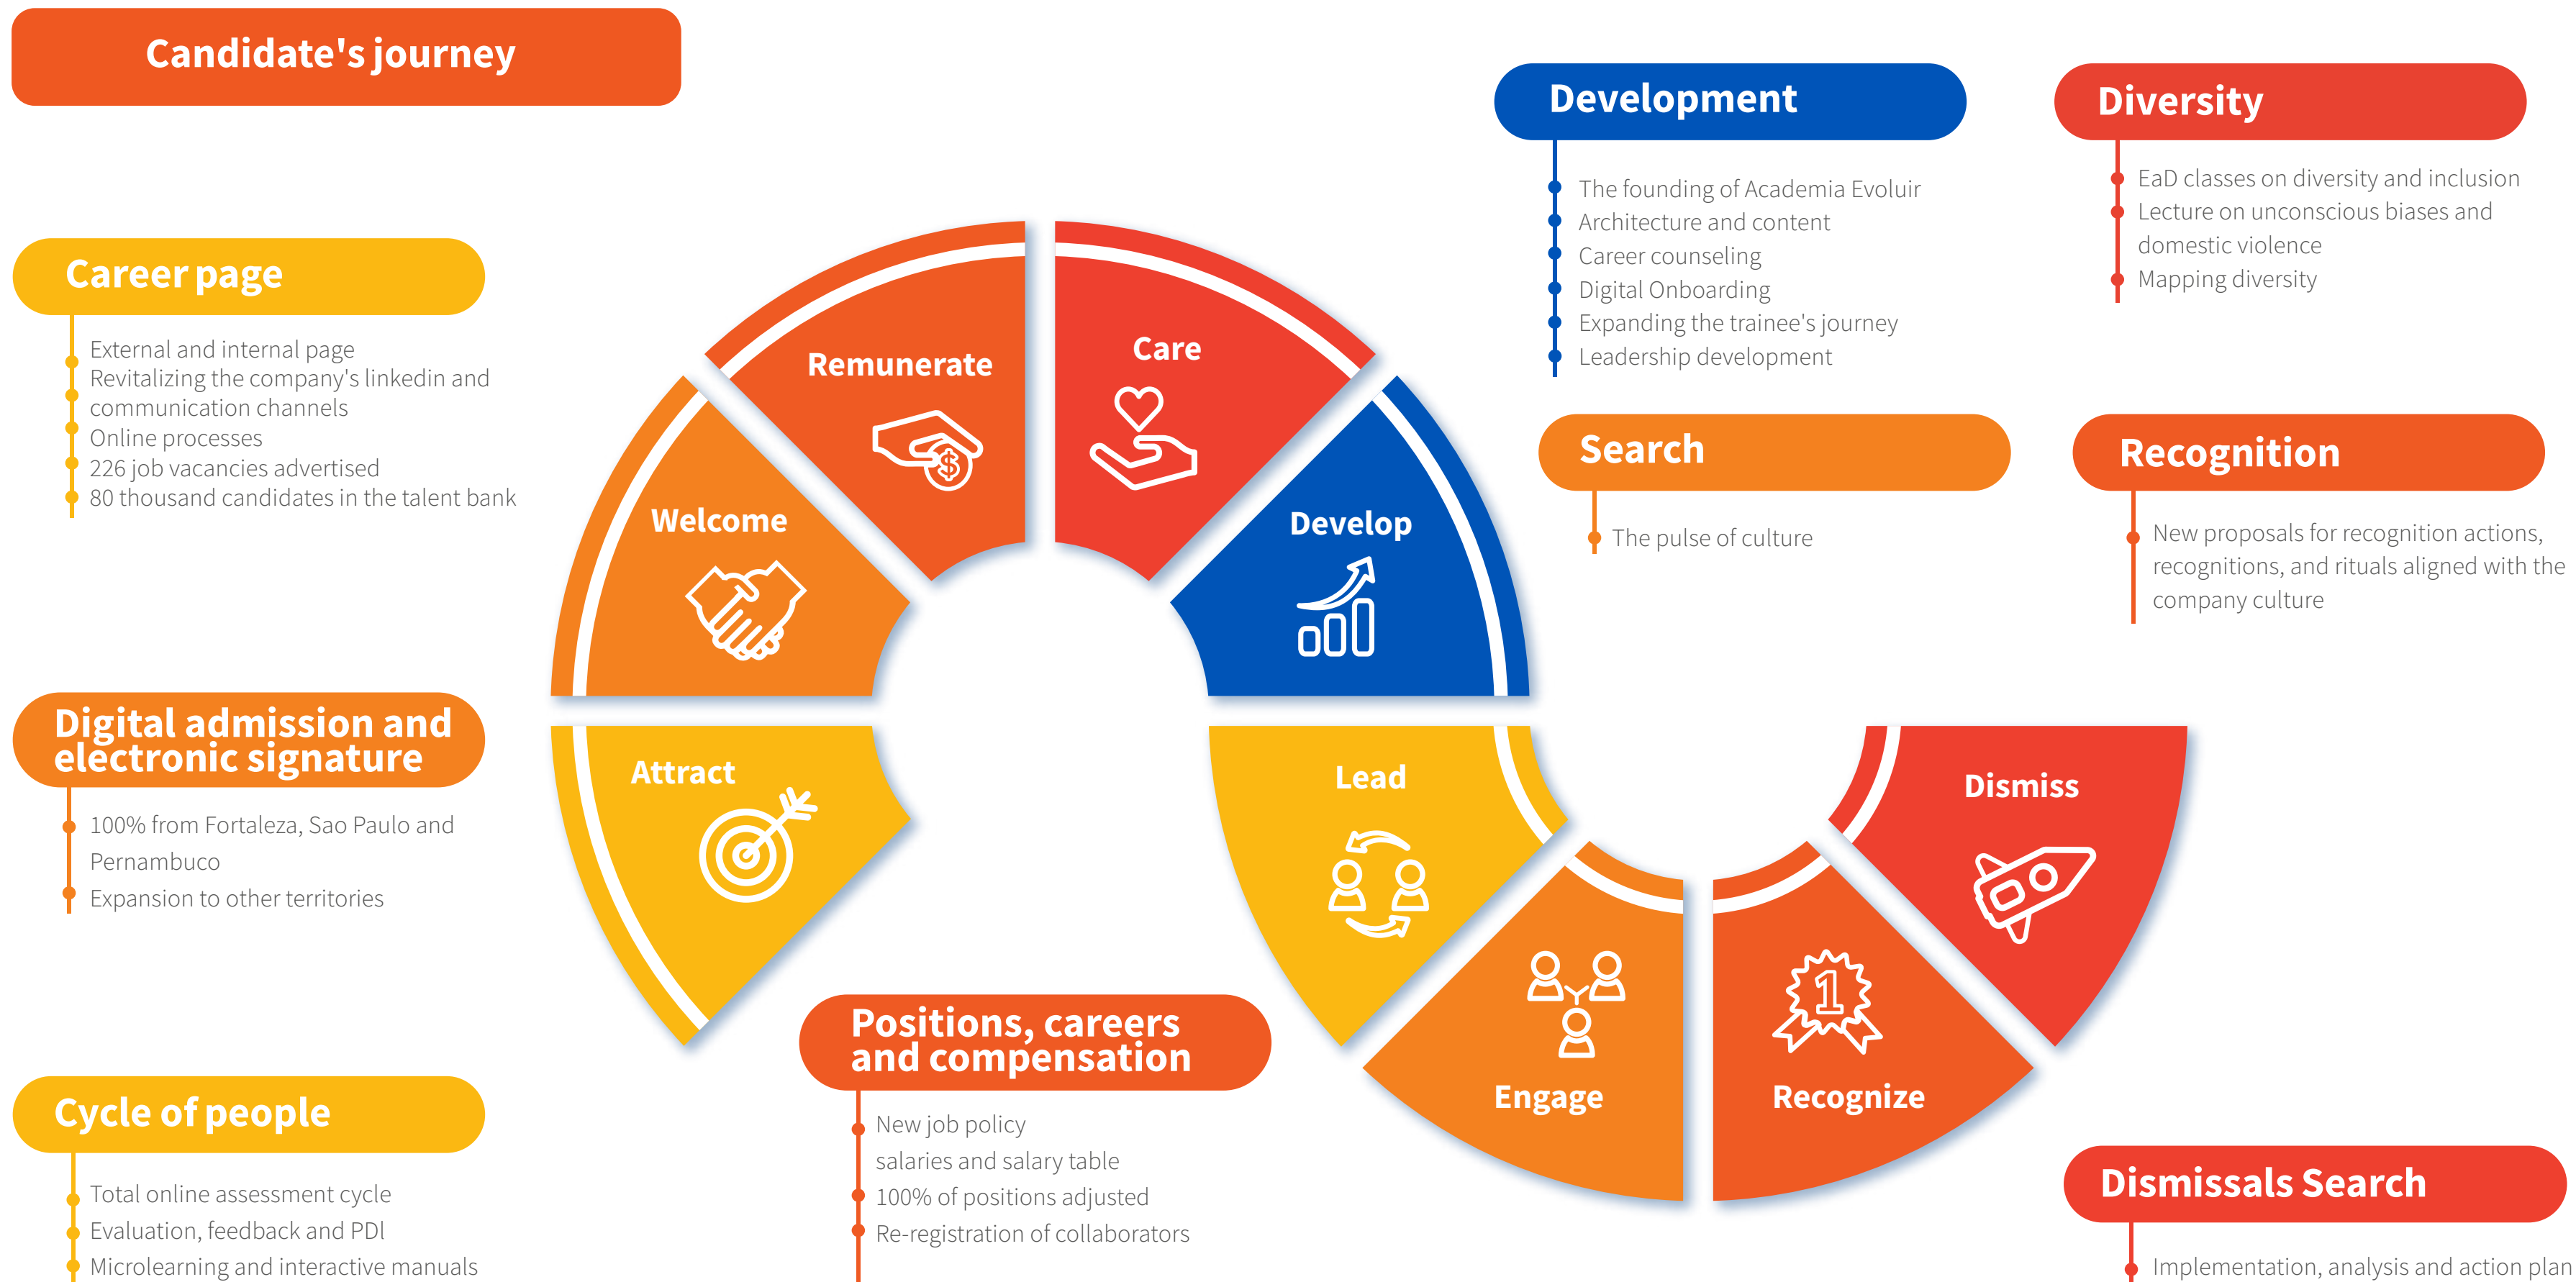 Candidate's journey
Career page
External and internal page
Revitalizing the company's linkedin and
communication channels
Online processes
226 job vacancies advertised
80 thousand candidates in the talent bank
Digital admission and
electronic signature
100% from Fortaleza, Sao Paulo and
Pernambuco
Expansion to other territories
Cycle of people
Total online assessment cycle
Evaluation, feedback and PDl
Microlearning and interactive manuals
Attract
Welcome
Remunerate
$
Care
Develop
Lead
Engage
1
Recognize
Dismiss
Positions, careers
and compensation
New job policy
salaries and salary table
100% of positions adjusted
Re-registration of collaborators
Development
The founding of Academia Evoluir
Architecture and content
Career counseling
Digital Onboarding
Expanding the trainee's journey
Leadership development
Diversity
EaD classes on diversity and inclusion
Lecture on unconscious biases and
domestic violence
Mapping diversity
Search
The pulse of culture
Recognition
New proposals for recognition actions,
recognitions, and rituals aligned with the
company culture
Dismissals Search
Implementation, analysis and action plan